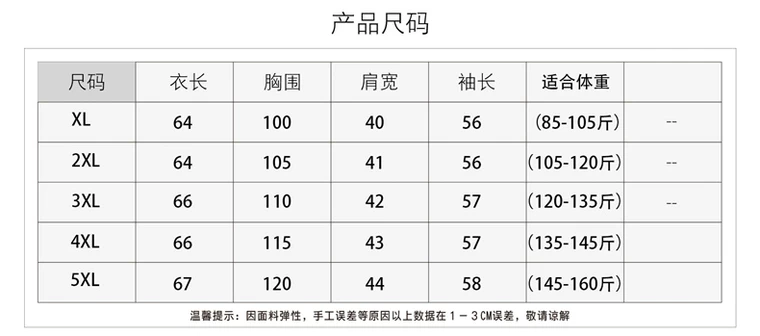 产品尺码
尺码 衣长 胸围 肩宽 袖长 适合体重
XL 64 100 40 56 (85-105斤) --
2XL 64 105 41 56 (105-120斤) --
3XL 66 110 42 57 (120-135斤) --
4XL 66 115 43 57 (135-145斤)
5XL 67 120 44 58 (145-160斤)
温馨提示：因面料弹性，手工误差等原因以上数据在1－3CM误差，敬请谅解